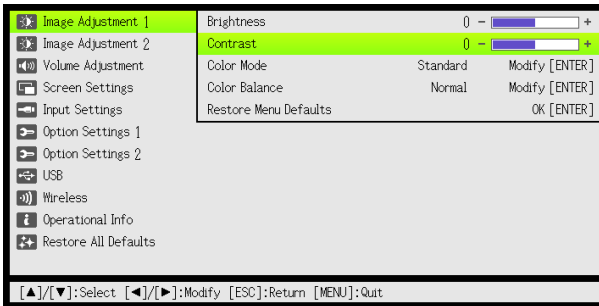 Image Adjustment 1
Image Adjustment 2
Volume Adjustment
Screen Settings
Input Settings
Option Settings 1
Option Settings 2
USB
Wireless
Operational Info
Restore All Defaults
Brightness 0 - +
Contrast 0 - +
Color Mode Standard Modify [ENTER]
Color Balance Normal Modify [ENTER]
Restore Menu Defaults OK [ENTER]
[▲]/[▼]:Select [◄]/[►]:Modify [ESC]:Return [MENU]:Quit